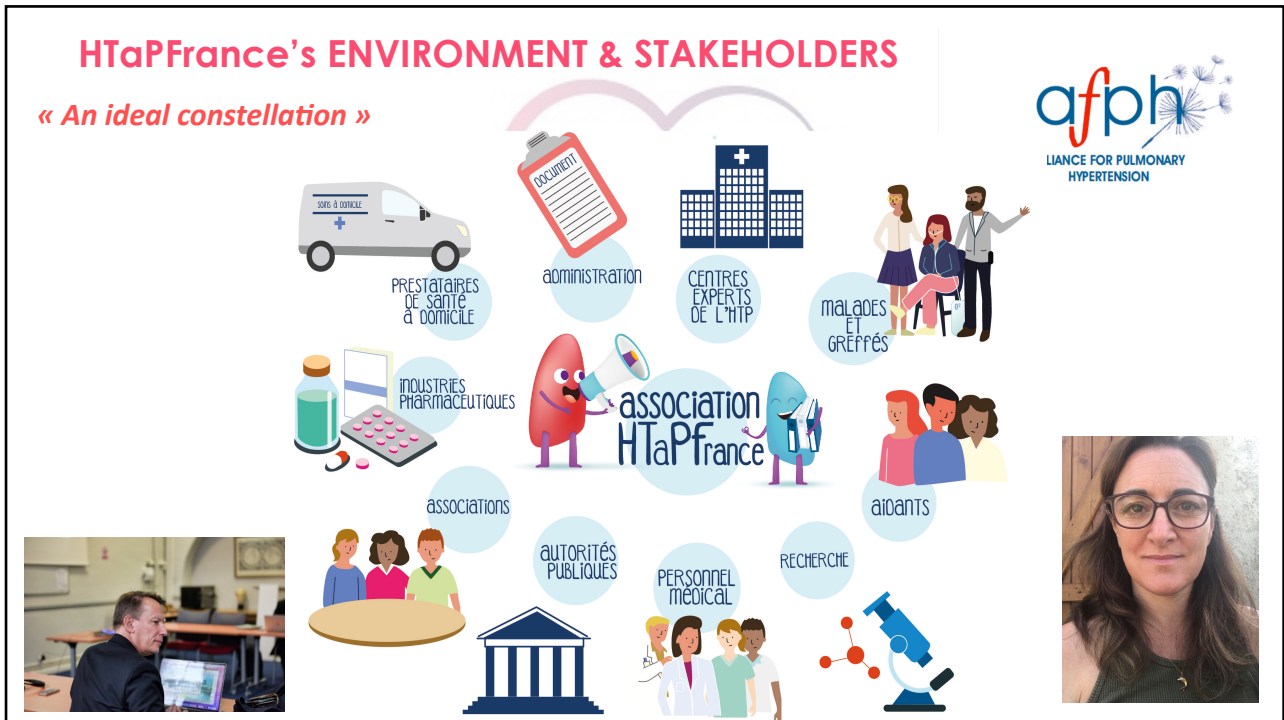 HTaPFrance's ENVIRONMENT & STAKEHOLDERS
« An ideal constellation »
afph
LIANCE FOR PULMONARY
HYPERTENSION
SOINS à DOMICILE
DOCUMENT
PRESTATAIRES
DE SANTÉ
À DOMICILE
aDMINISTRATION
CENTRES
EXPERTS
DE L'HTP
MALADES
ET
GREFFÉS
O²
INDUSTRIES
PHARMACEUTIQUES
association
HTaPFrance
AIDANTS
ASSOCIATIONS
AUTORITÉS
PUBLIQUES
PERSONNEL
MÉDICAL
RECHERCHE